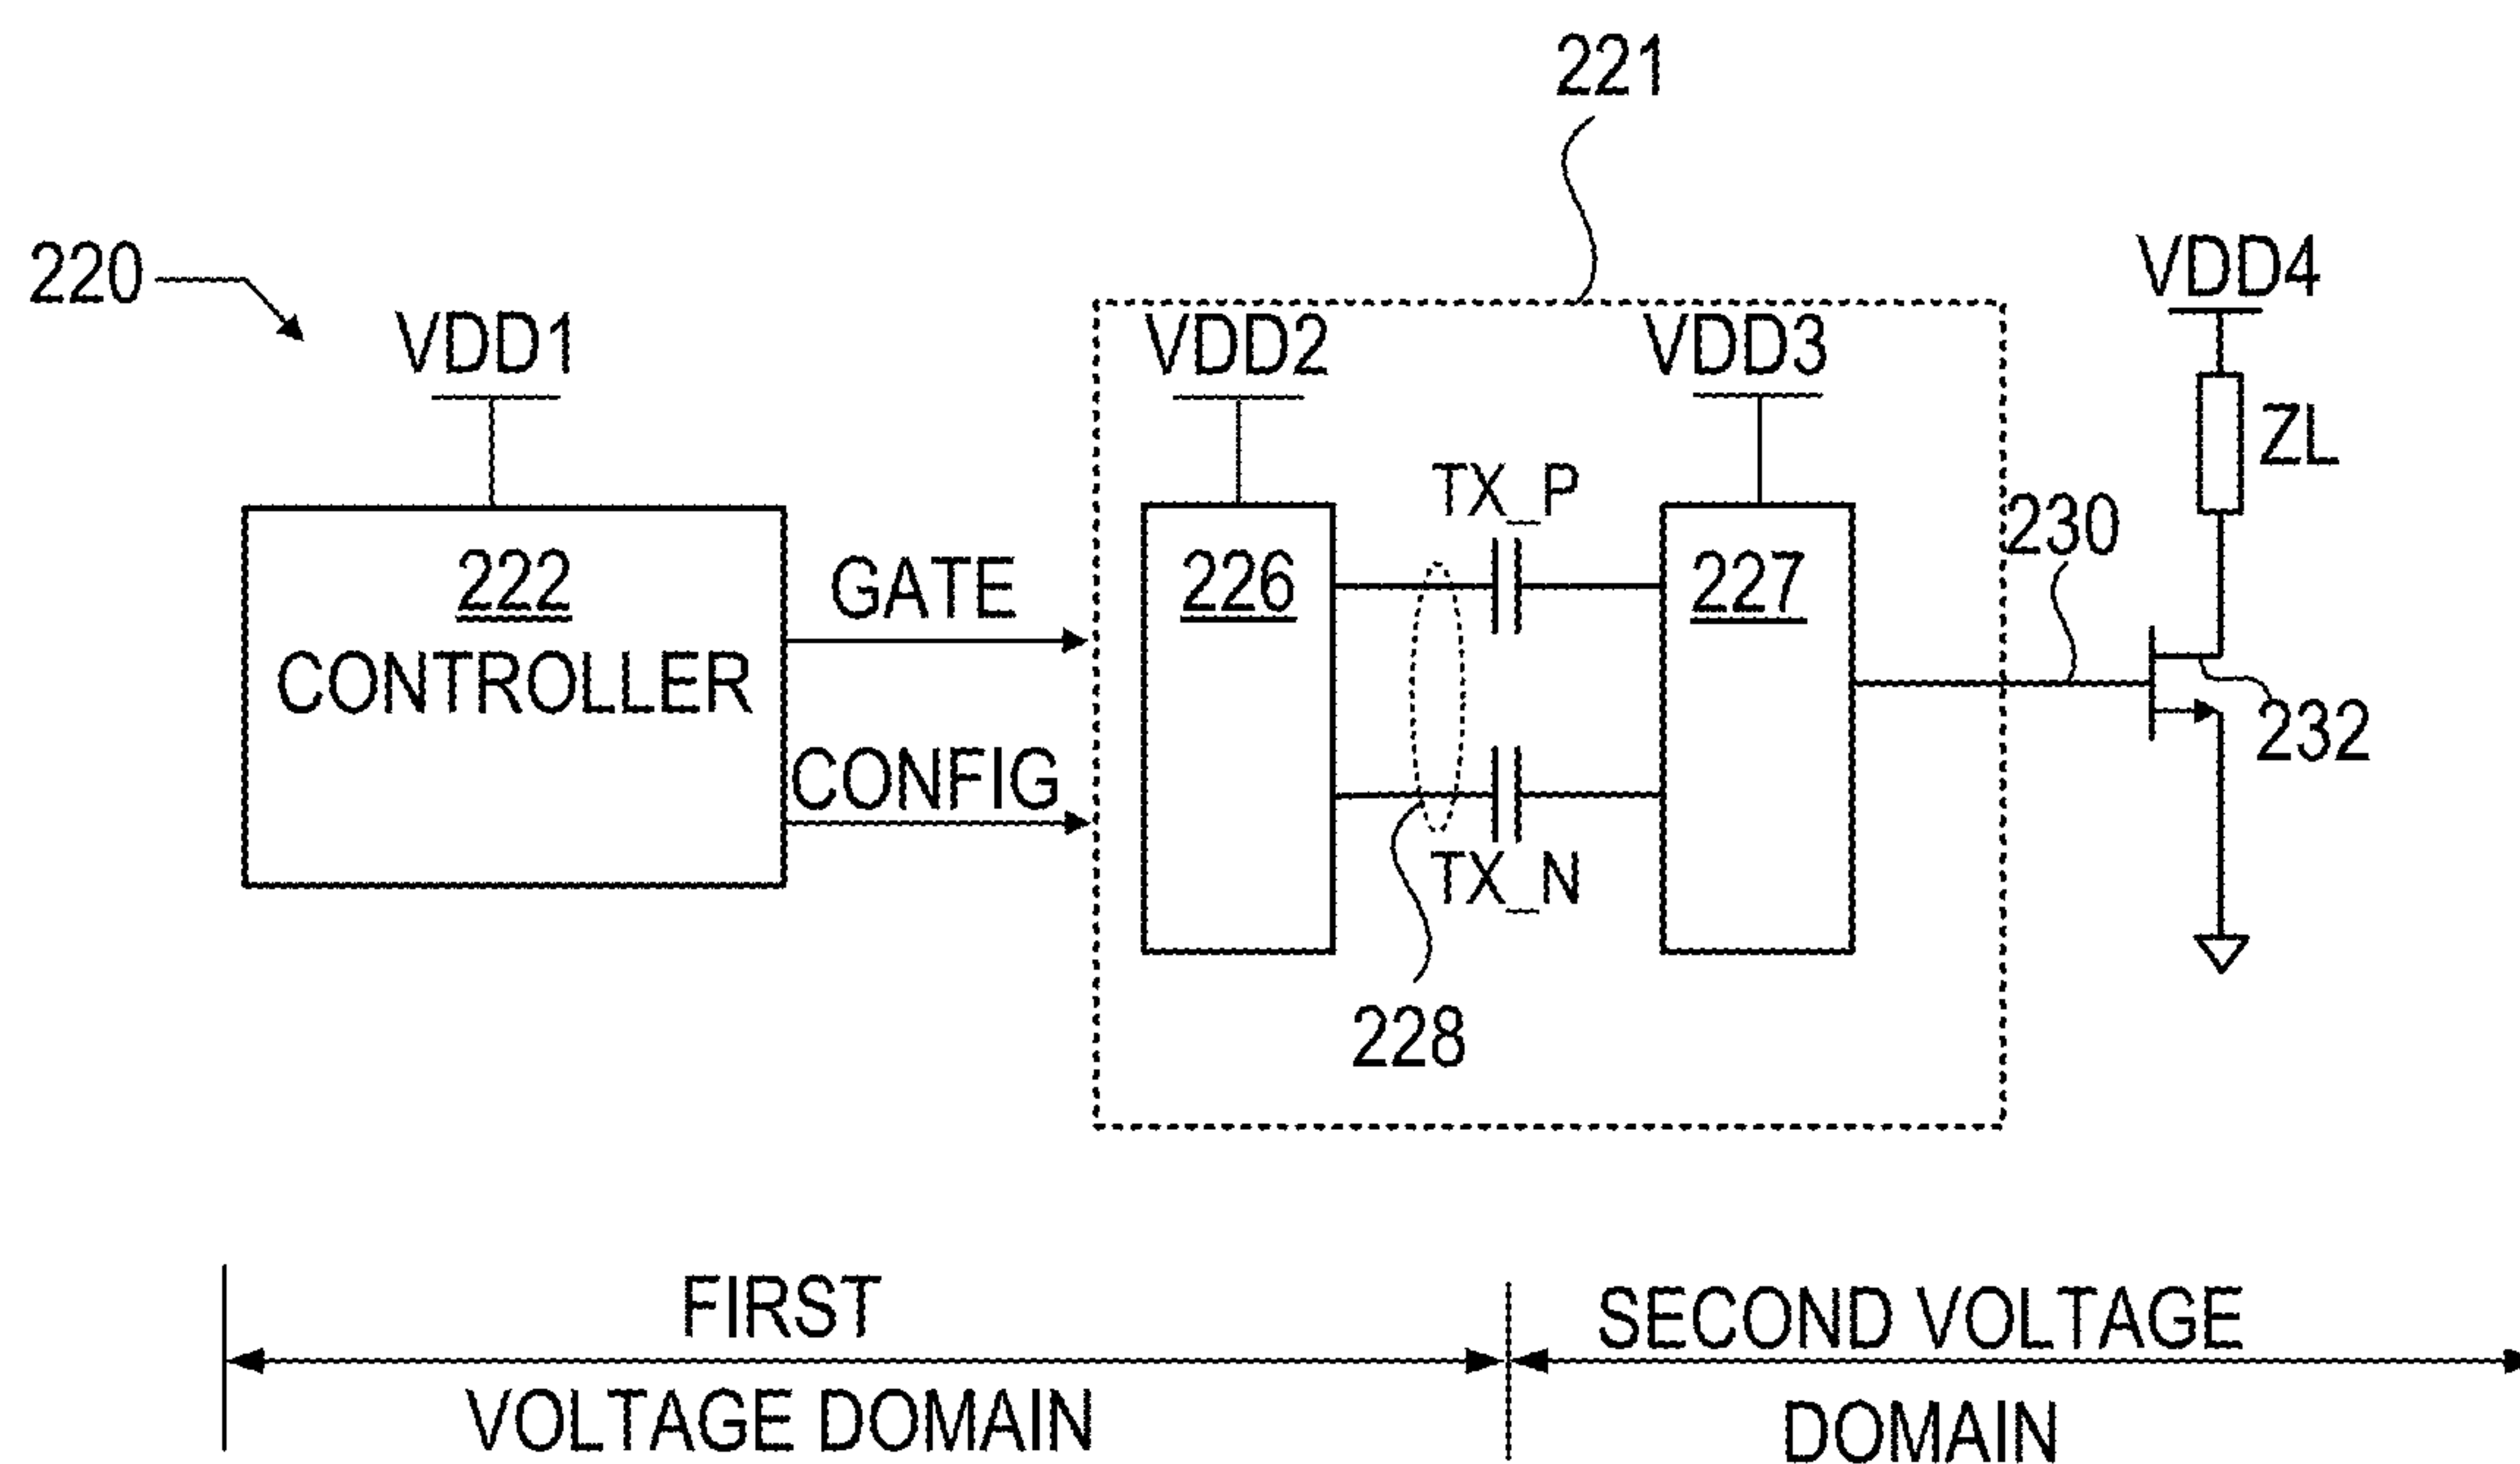 221
220
VDD1
VDD2
VDD3
VDD4
ZL
TX_P
230
222
CONTROLLER
GATE
226
227
CONFIG
232
TX_N
228
FIRST
VOLTAGE DOMAIN
SECOND VOLTAGE
DOMAIN